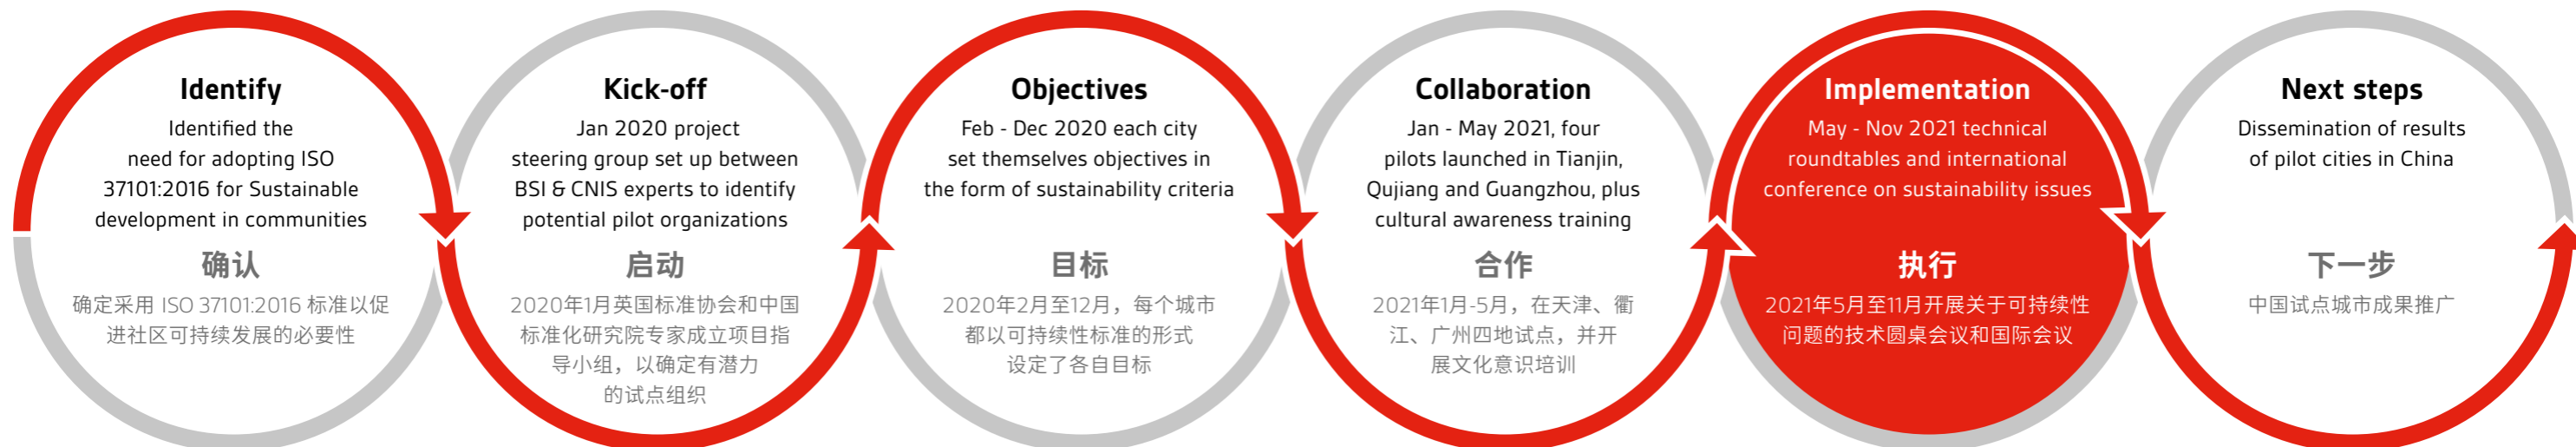 Identify
Identified the
need for adopting ISO
37101:2016 for Sustainable
development in communities
确认
确定采用 ISO 37101:2016 标准以促
进社区可持续发展的必要性
Kick-off
Jan 2020 project
steering group set up between
BSI & CNIS experts to identify
potential pilot organizations
启动
2020年1月英国标准协会和中国
标准化研究院专家成立项目指
导小组，以确定有潜力
的试点组织
Objectives
Feb - Dec 2020 each city
set themselves objectives in
the form of sustainability criteria
目标
2020年2月至12月，每个城市
都以可持续性标准的形式
设定了各自目标
Collaboration
Jan - May 2021, four
pilots launched in Tianjin,
Qujiang and Guangzhou, plus
cultural awareness training
合作
2021年1月-5月，在天津、衢
江、广州四地试点，并开
展文化意识培训
Implementation
May - Nov 2021 technical
roundtables and international
conference on sustainability issues
执行
2021年5月至11月开展关于可持续性
问题的技术圆桌会议和国际会议
Next steps
Dissemination of results
of pilot cities in China
下一步
中国试点城市成果推广